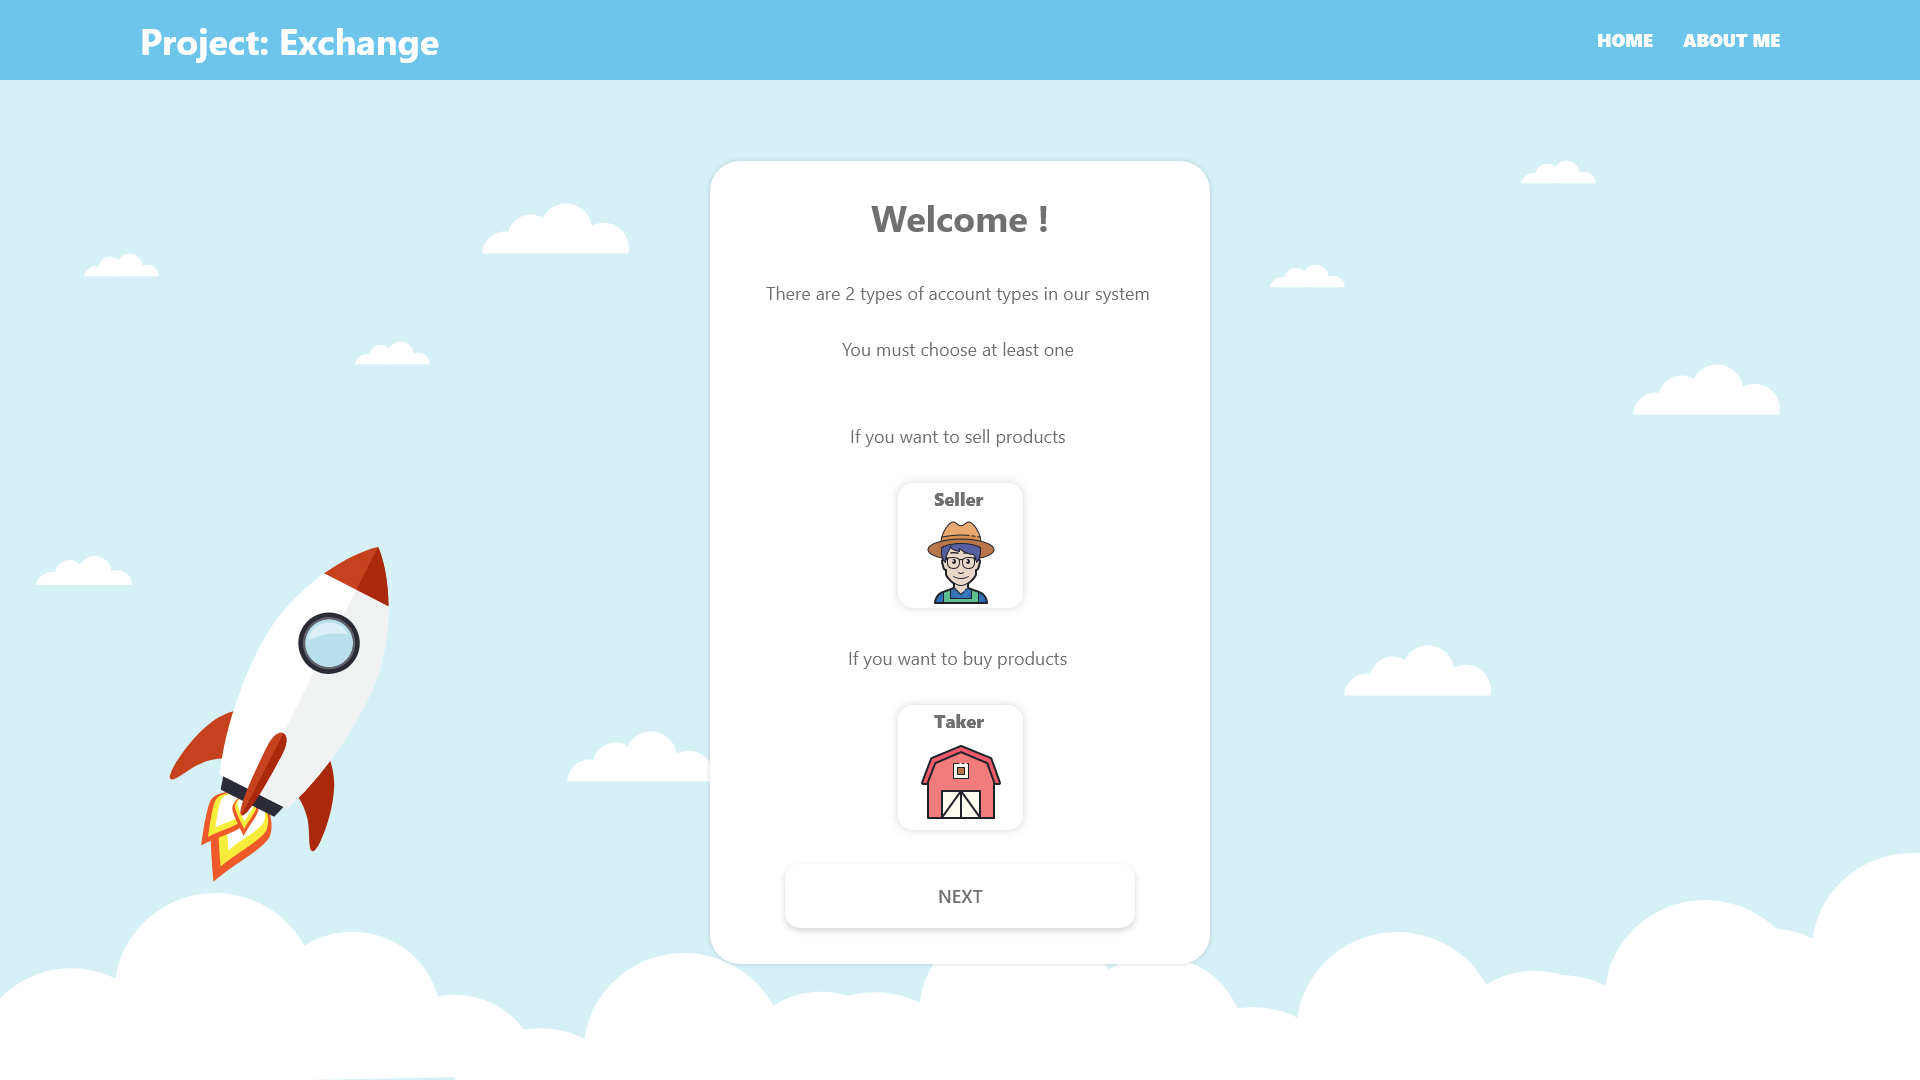 Project: Exchange
HOME ABOUT ME
Welcome !
There are 2 types of account types in our system
You must choose at least one
If you want to sell products
Seller
If you want to buy products
Taker
NEXT